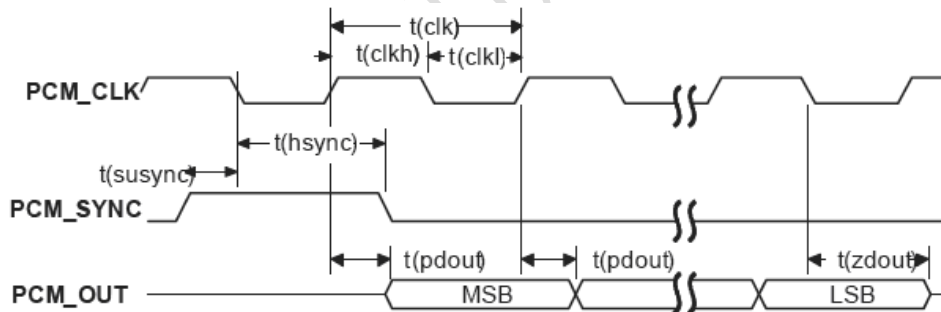 t(clk)
t(clkh) t(clkl)
PCM_CLK
t(hsync)
t(susync)
PCM_SYNC
t(pdout) t(pdout) t(zdout)
PCM_OUT MSB LSB